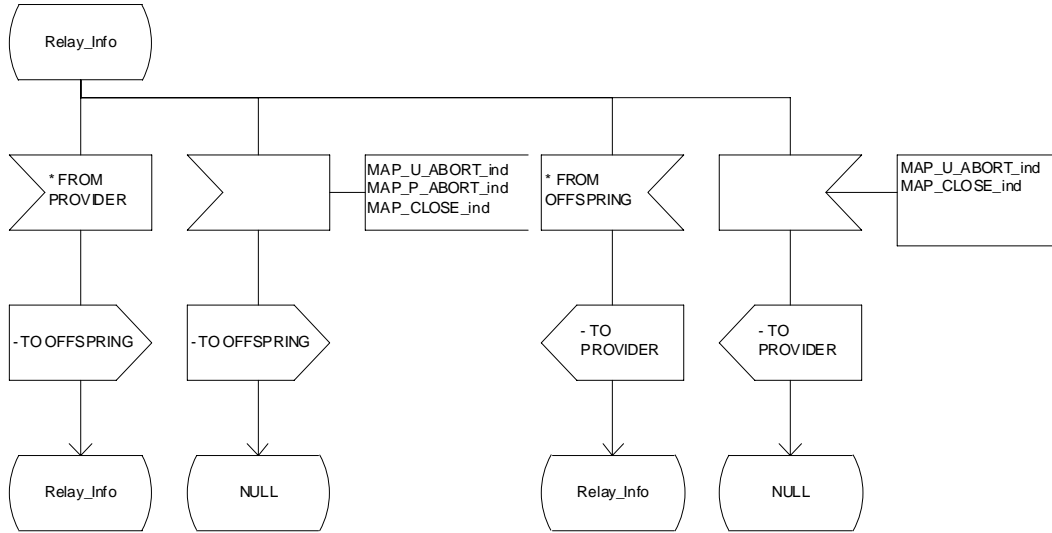 Relay_Info
* FROM
PROVIDER
MAP_U_ABORT_ind
MAP_P_ABORT_ind
MAP_CLOSE_ind
* FROM
OFFSPRING
MAP_U_ABORT_ind
MAP_CLOSE_ind
- TO OFFSPRING
- TO OFFSPRING
- TO
PROVIDER
- TO
PROVIDER
Relay_Info
NULL
Relay_Info
NULL